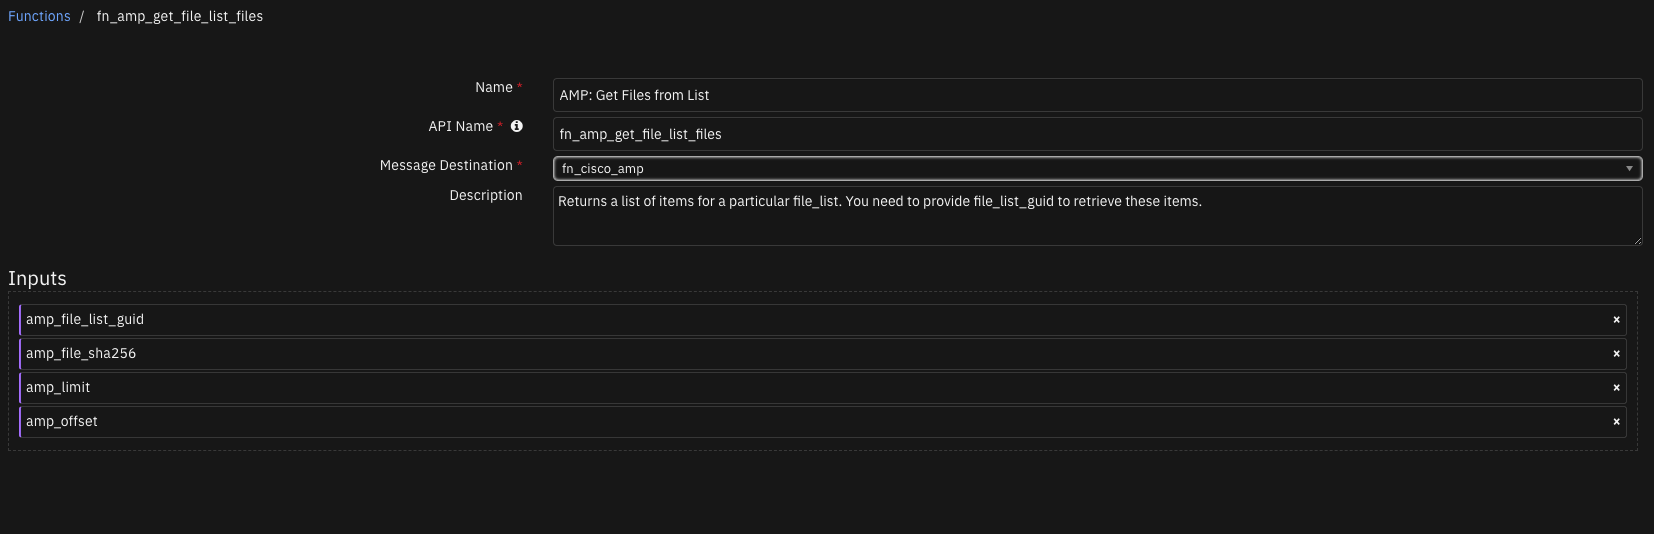 Functions / fn_amp_get_file_list_files
Name *
AMP: Get Files from List
API Name *
fn_amp_get_file_list_files
Message Destination *
fn_cisco_amp
Description
Returns a list of items for a particular file_list. You need to provide file_list_guid to retrieve these items.
Inputs
amp_file_list_guid ×
amp_file_sha256 ×
amp_limit ×
amp_offset ×